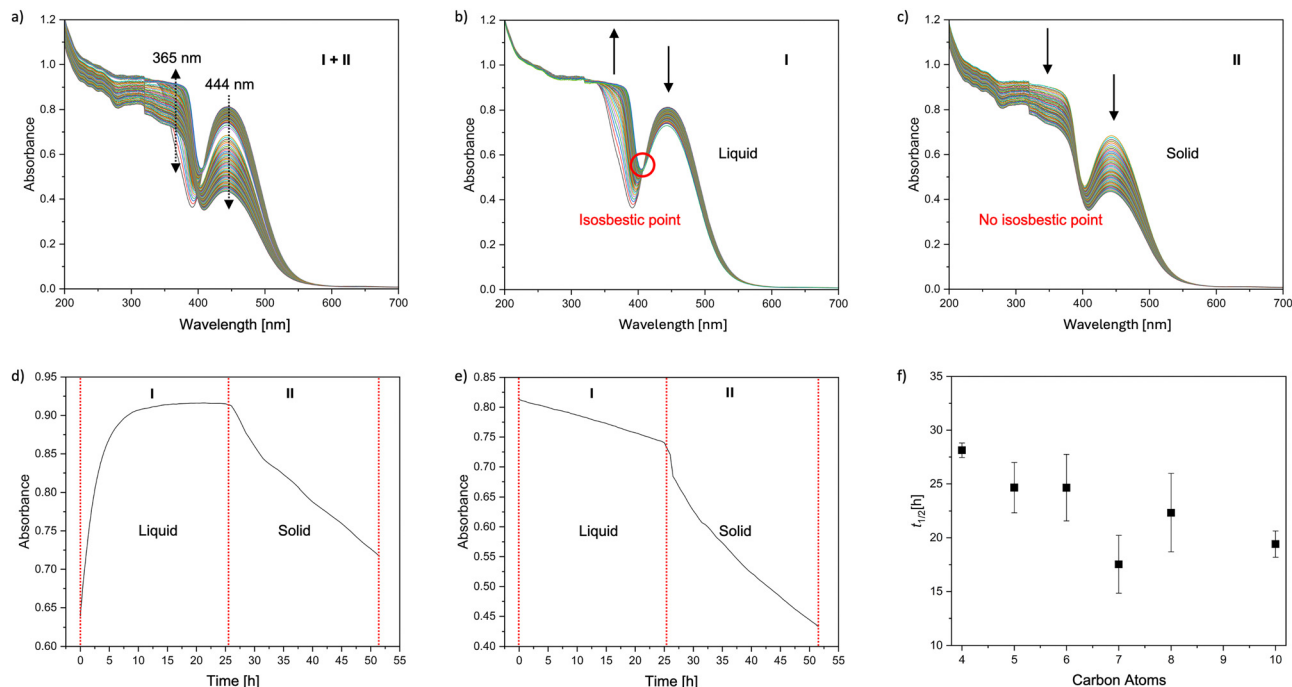 a)
1.2
1.0
0.8
0.6
0.4
0.2
0.0
Absorbance
365 nm
444 nm
I + II
200
300
400
500
600
700
Wavelength [nm]
b)
1.2
1.0
0.8
0.6
0.4
0.2
0.0
Absorbance
I
Liquid
Isosbestic point
200
300
400
500
600
700
Wavelength [nm]
c)
1.2
1.0
0.8
0.6
0.4
0.2
0.0
Absorbance
II
Solid
No isosbestic point
200
300
400
500
600
700
Wavelength [nm]
d)
0.95
0.90
0.85
0.80
0.75
0.70
0.65
0.60
Absorbance
I
II
Liquid
Solid
0
5
10
15
20
25
30
35
40
45
50
55
Time [h]
e)
0.85
0.80
0.75
0.70
0.65
0.60
0.55
0.50
0.45
0.40
Absorbance
I
II
Liquid
Solid
0
5
10
15
20
25
30
35
40
45
50
55
Time [h]
f)
35
30
25
20
15
10
t1/2[h]
4
5
6
7
8
9
10
Carbon Atoms